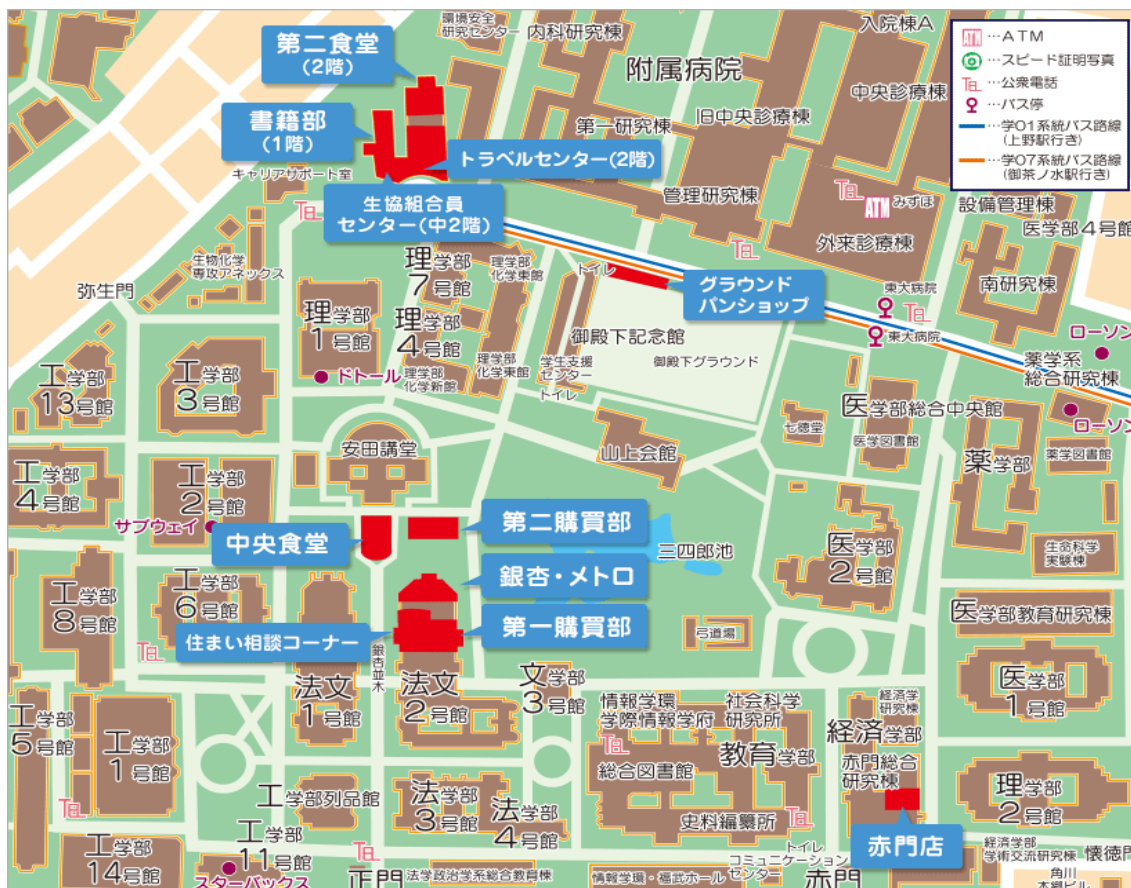 環境安全
研究センター
内科研究棟
入院棟A
第二食堂
(2階)
附属病院
中央診療棟
ATM
…ATM
…スピード証明写真
TEL
…公衆電話
…バス停
…学01系統バス路線
(上野駅行き)
…学07系統バス路線
(御茶ノ水駅行き)
書籍部
(1階)
第一研究棟
旧中央診療棟
トラベルセンター(2階)
キャリアサポート室
生協組合員
センター(中2階)
管理研究棟
TEL
ATM
みずほ
設備管理棟
医学部4号館
TEL
TEL
外来診療棟
生物化学
専攻アネックス
理学部
7号館
理学部
化学東館
トイレ
グラウンド
パンショップ
南研究棟
弥生門
東大病院
TEL
東大病院
ローソン
理学部
1号館
理学部
4号館
御殿下記念館
御殿下グラウンド
薬学系
総合研究棟
ドトール
理学部
化学新館
理学部
化学東館
学生支援
センター
トイレ
工学部
13号館
工学部
3号館
医学部総合中央館
ローソン
七徳堂
医学図書館
安田講堂
山上会館
薬学部
薬学図書館
工学部
4号館
工学部
2号館
サブウェイ
中央食堂
第二購買部
三四郎池
医学部
2号館
生命科学
実験棟
銀杏・メトロ
工学部
8号館
工学部
6号館
第一購買部
住まい相談コーナー
弓道場
医学部教育研究棟
TEL
銀杏並木
法文
1号館
法文
2号館
文学部
3号館
情報学環
学際情報学府
社会科学
研究所
経済学
研究棟
医学部
1号館
工学部
5号館
工学部
1号館
TEL
総合図書館
教育学部
経済学部
赤門総合
研究棟
工学部列品館
法学部
3号館
法学部
4号館
理学部
2号館
TEL
史料編纂所
TEL
赤門店
工学部
14号館
工学部
11号館
スターバックス
TEL
正門
法学政治学系総合教育棟
情報学環・福武ホール
トイレ
コミュニケーション
センター
赤門
経済学部
学術交流研究棟
懐徳門
角川
本郷ビル